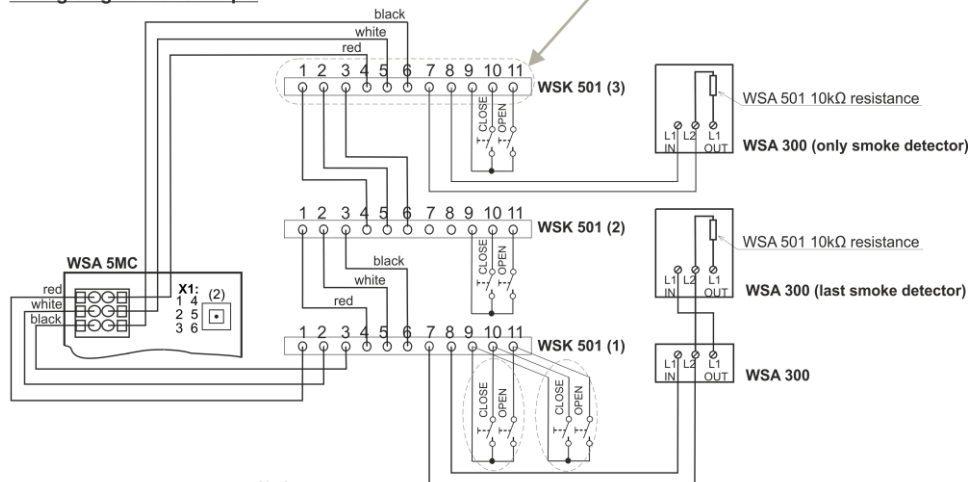 black
white
red
1 2 3 4 5 6 7 8 9 10 11
WSK 501 (3)
CLOSE
OPEN
WSA 501 10kΩ resistance
L1 L2 L1
IN OUT
WSA 300 (only smoke detector)
1 2 3 4 5 6 7 8 9 10 11
WSK 501 (2)
CLOSE
OPEN
WSA 501 10kΩ resistance
L1 L2 L1
IN OUT
WSA 300 (last smoke detector)
WSA 5MC
red
white
black
X1:
1 4
2 5
3 6
(2)
black
white
red
1 2 3 4 5 6 7 8 9 10 11
WSK 501 (1)
CLOSE
OPEN
CLOSE
OPEN
L1 L2 L1
IN OUT
WSA 300